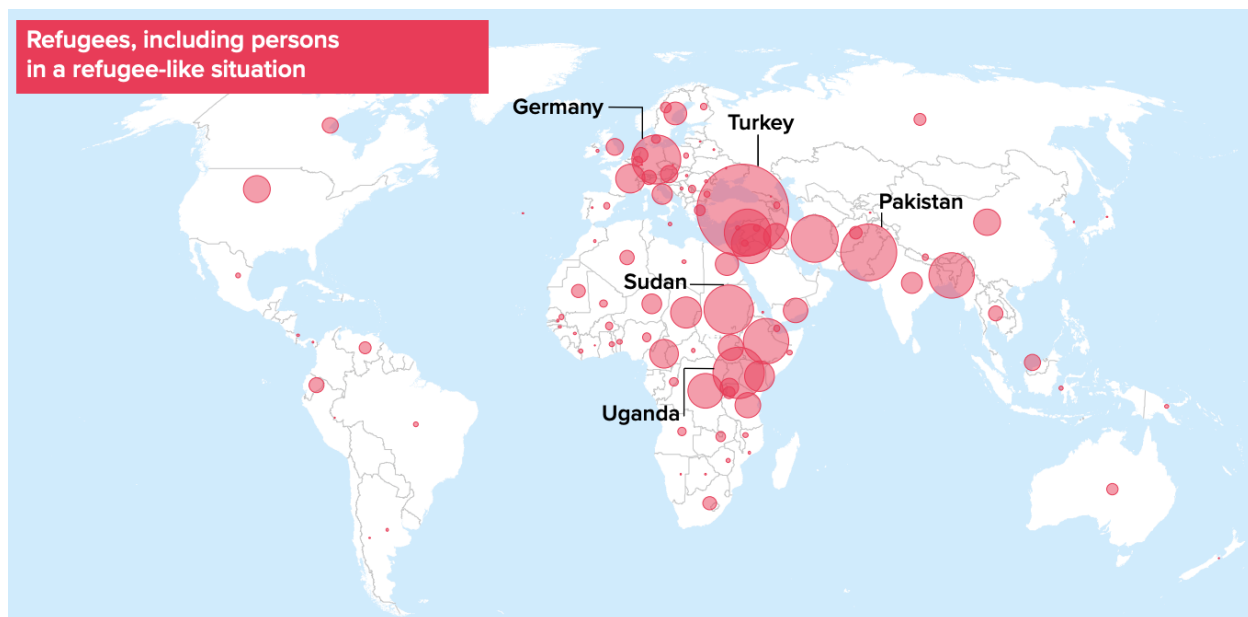 Refugees, including persons
in a refugee-like situation
Germany
Turkey
Pakistan
Sudan
Uganda